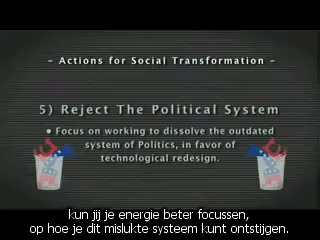 - Actions for Social Transformation -
5) Reject The Political System
• Focus on working to dissolve the outdated
system of Politics, in favor of
technological redesign.
kun jij je energie beter focussen,
op hoe je dit mislukte systeem kunt ontstijgen.